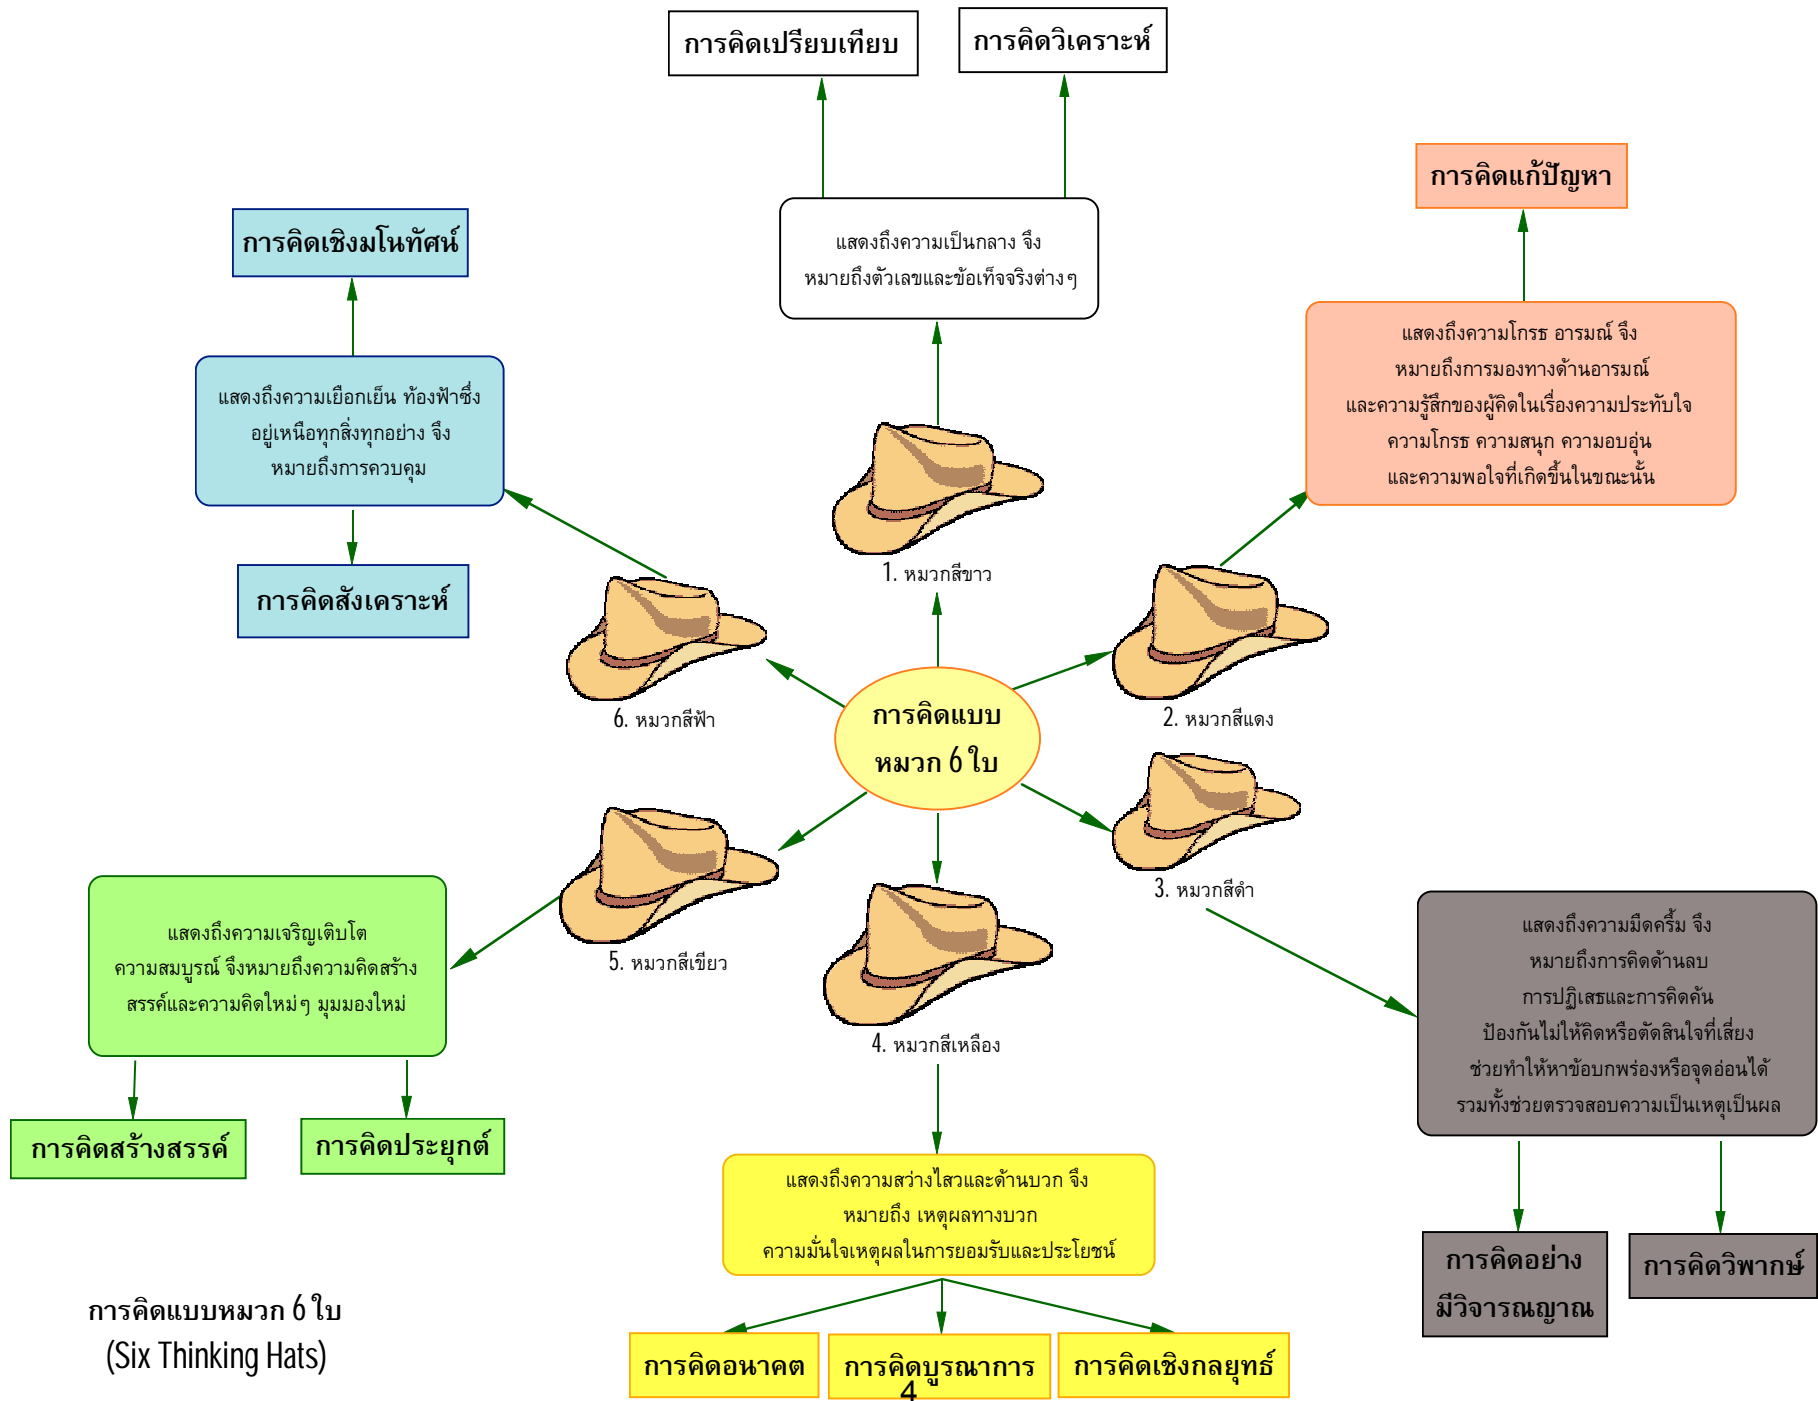 การคิดเปรียบเทียบ
การคิดวิเคราะห์
การคิดแก้ปัญหา
การคิดเชิงมโนทัศน์
แสดงถึงความเป็นกลาง จึง
หมายถึงตัวเลขและข้อเท็จจริงต่างๆ
แสดงถึงความโกรธ อารมณ์ จึง
หมายถึงการมองทางด้านอารมณ์
และความรู้สึกของผู้คิดในเรื่องความประทับใจ
ความโกรธ ความสนุก ความอบอุ่น
และความพอใจที่เกิดขึ้นในขณะนั้น
แสดงถึงความเยือกเย็น ท้องฟ้าซึ่ง
อยู่เหนือทุกสิ่งทุกอย่าง จึง
หมายถึงการควบคุม
การคิดสังเคราะห์
1. หมวกสีขาว
6. หมวกสีฟ้า
2. หมวกสีแดง
การคิดแบบ
หมวก 6 ใบ
3. หมวกสีดำ
5. หมวกสีเขียว
4. หมวกสีเหลือง
แสดงถึงความเจริญเติบโต
ความสมบูรณ์ จึงหมายถึงความคิดสร้าง
สรรค์และความคิดใหม่ๆ มุมมองใหม่
แสดงถึงความมืดครึ้ม จึง
หมายถึงการคิดด้านลบ
การปฏิเสธและการคิดค้น
ป้องกันไม่ให้คิดหรือตัดสินใจที่เสี่ยง
ช่วยทำให้หาข้อบกพร่องหรือจุดอ่อนได้
รวมทั้งช่วยตรวจสอบความเป็นเหตุเป็นผล
การคิดสร้างสรรค์
การคิดประยุกต์
แสดงถึงความสว่างไสวและด้านบวก จึง
หมายถึง เหตุผลทางบวก
ความมั่นใจเหตุผลในการยอมรับและประโยชน์
การคิดอย่าง
มีวิจารณญาณ
การคิดวิพากษ์
การคิดแบบหมวก 6 ใบ
(Six Thinking Hats)
การคิดอนาคต
การคิดบูรณาการ
การคิดเชิงกลยุทธ์
4